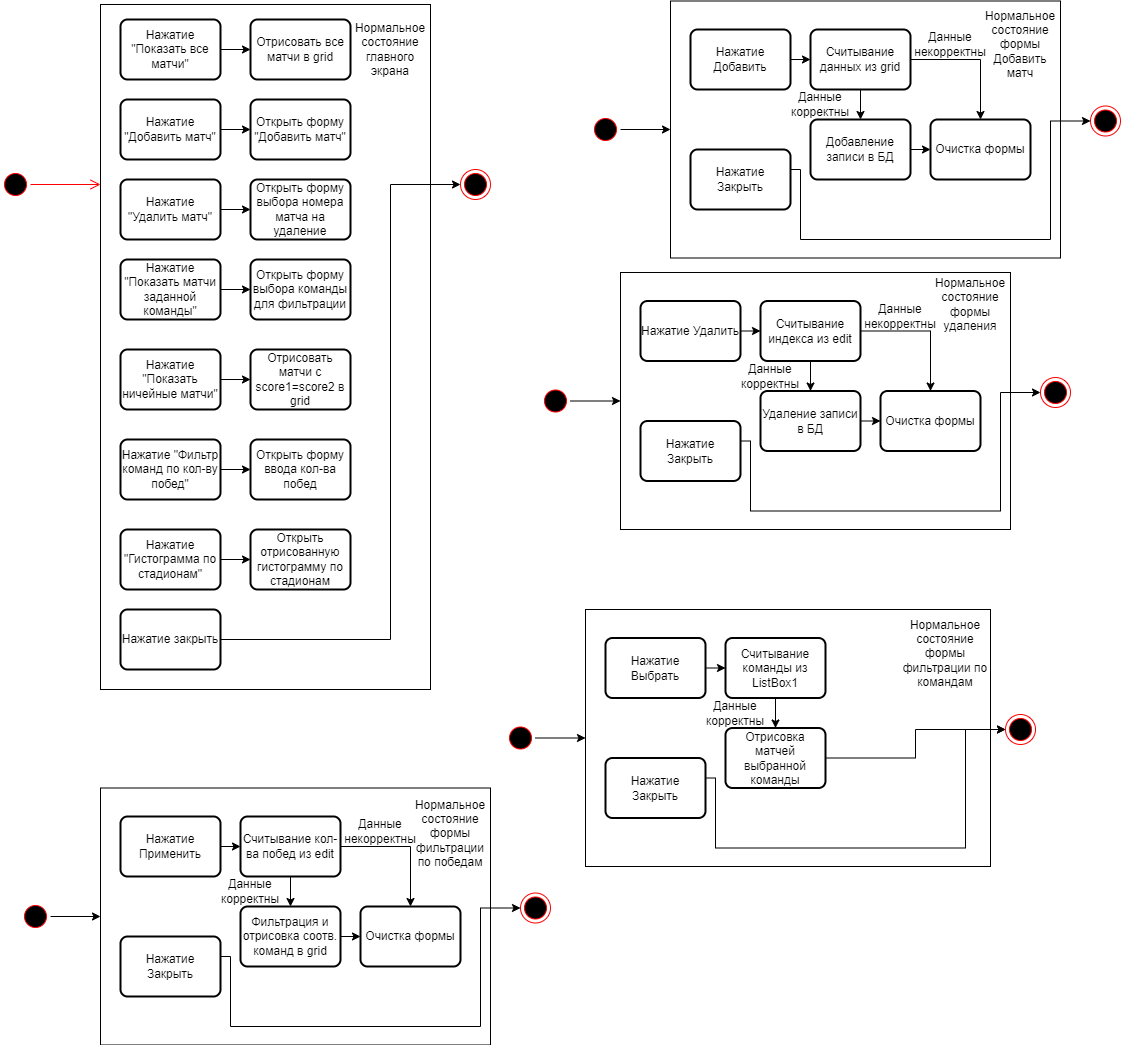 Нажатие
"Показать все
матчи"
Отрисовать все
матчи в grid
Нормальное
состояние
главного
экрана
Нажатие
"Добавить матч"
Открыть форму
"Добавить матч"
Нажатие
"Удалить матч"
Открыть форму
выбора номера
матча на
удаление
Нажатие
"Показать матчи
заданной
команды"
Открыть форму
выбора команды
для фильтрации
Нажатие
"Показать
ничейные матчи"
Отрисовать
матчи с
score1=score2 в
grid
Нажатие "Фильтр
команд по кол-ву
побед"
Открыть форму
ввода кол-ва
побед
Нажатие
"Гистограмма по
стадионам"
Открыть
отрисованную
гистограмму по
стадионам
Нажатие закрыть
Нажатие
Добавить
Считывание
данных из grid
Данные
некорректны
Нормальное
состояние
формы
Добавить
матч
Данные
корректны
Добавление
записи в БД
Очистка формы
Нажатие
Закрыть
Нажатие Удалить
Считывание
индекса из edit
Данные
некорректны
Нормальное
состояние
формы
удаления
Данные
корректны
Удаление записи
в БД
Очистка формы
Нажатие
Закрыть
Нажатие
Выбрать
Считывание
команды из
ListBox1
Нормальное
состояние
формы
фильтрации по
командам
Данные
корректны
Отрисовка
матчей
выбранной
команды
Нажатие
Закрыть
Нажатие
Применить
Считывание кол-
ва побед из edit
Данные
некорректны
Нормальное
состояние
формы
фильтрации
по победам
Данные
корректны
Фильтрация и
отрисовка соотв.
команд в grid
Очистка формы
Нажатие
Закрыть